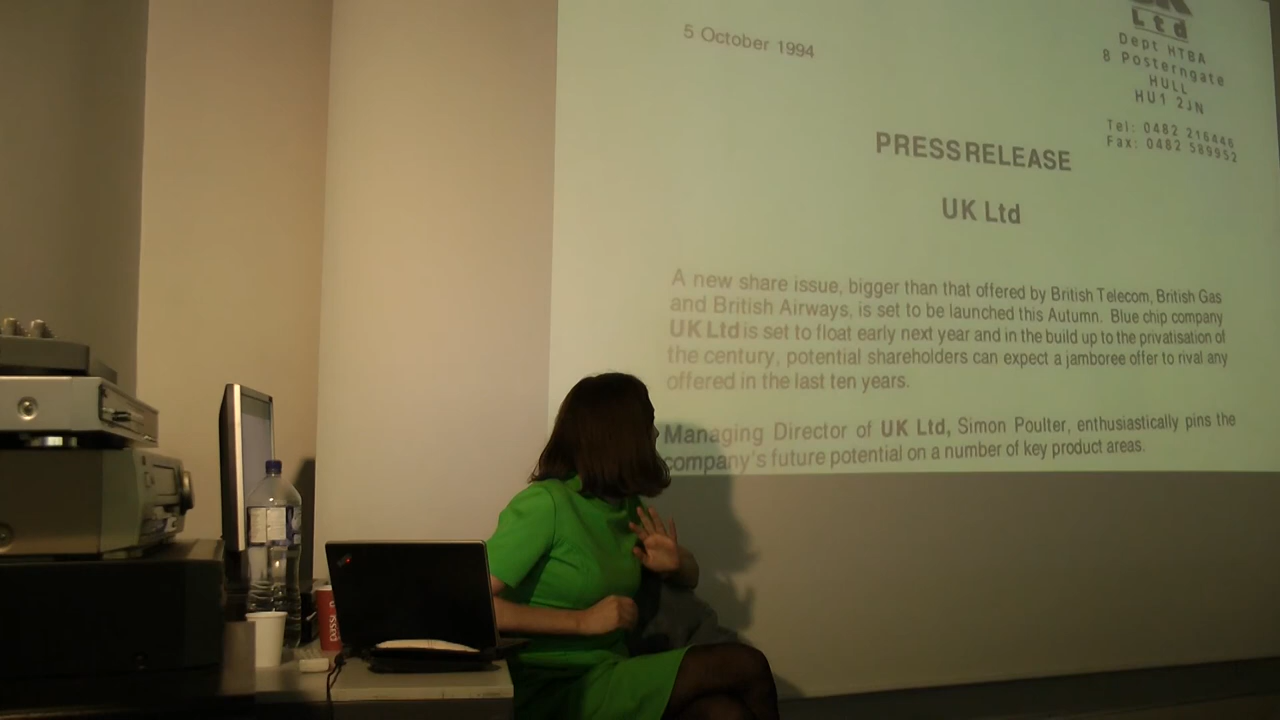 5 October 1994
Ltd
Dept HTBA
8 Posterngate
HULL
HU1 2JN
Tel: 0482 216446
Fax: 0482 589952
PRESS RELEASE
UK Ltd
A new share issue, bigger than that offered by British Telecom, British Gas
and British Airways, is set to be launched this Autumn. Blue chip company
UK Ltd is set to float early next year and in the build up to the privatisation of
the century, potential shareholders can expect a jamboree offer to rival any
offered in the last ten years.
Managing Director of UK Ltd, Simon Poulter, enthusiastically pins the
company's future potential on a number of key product areas.